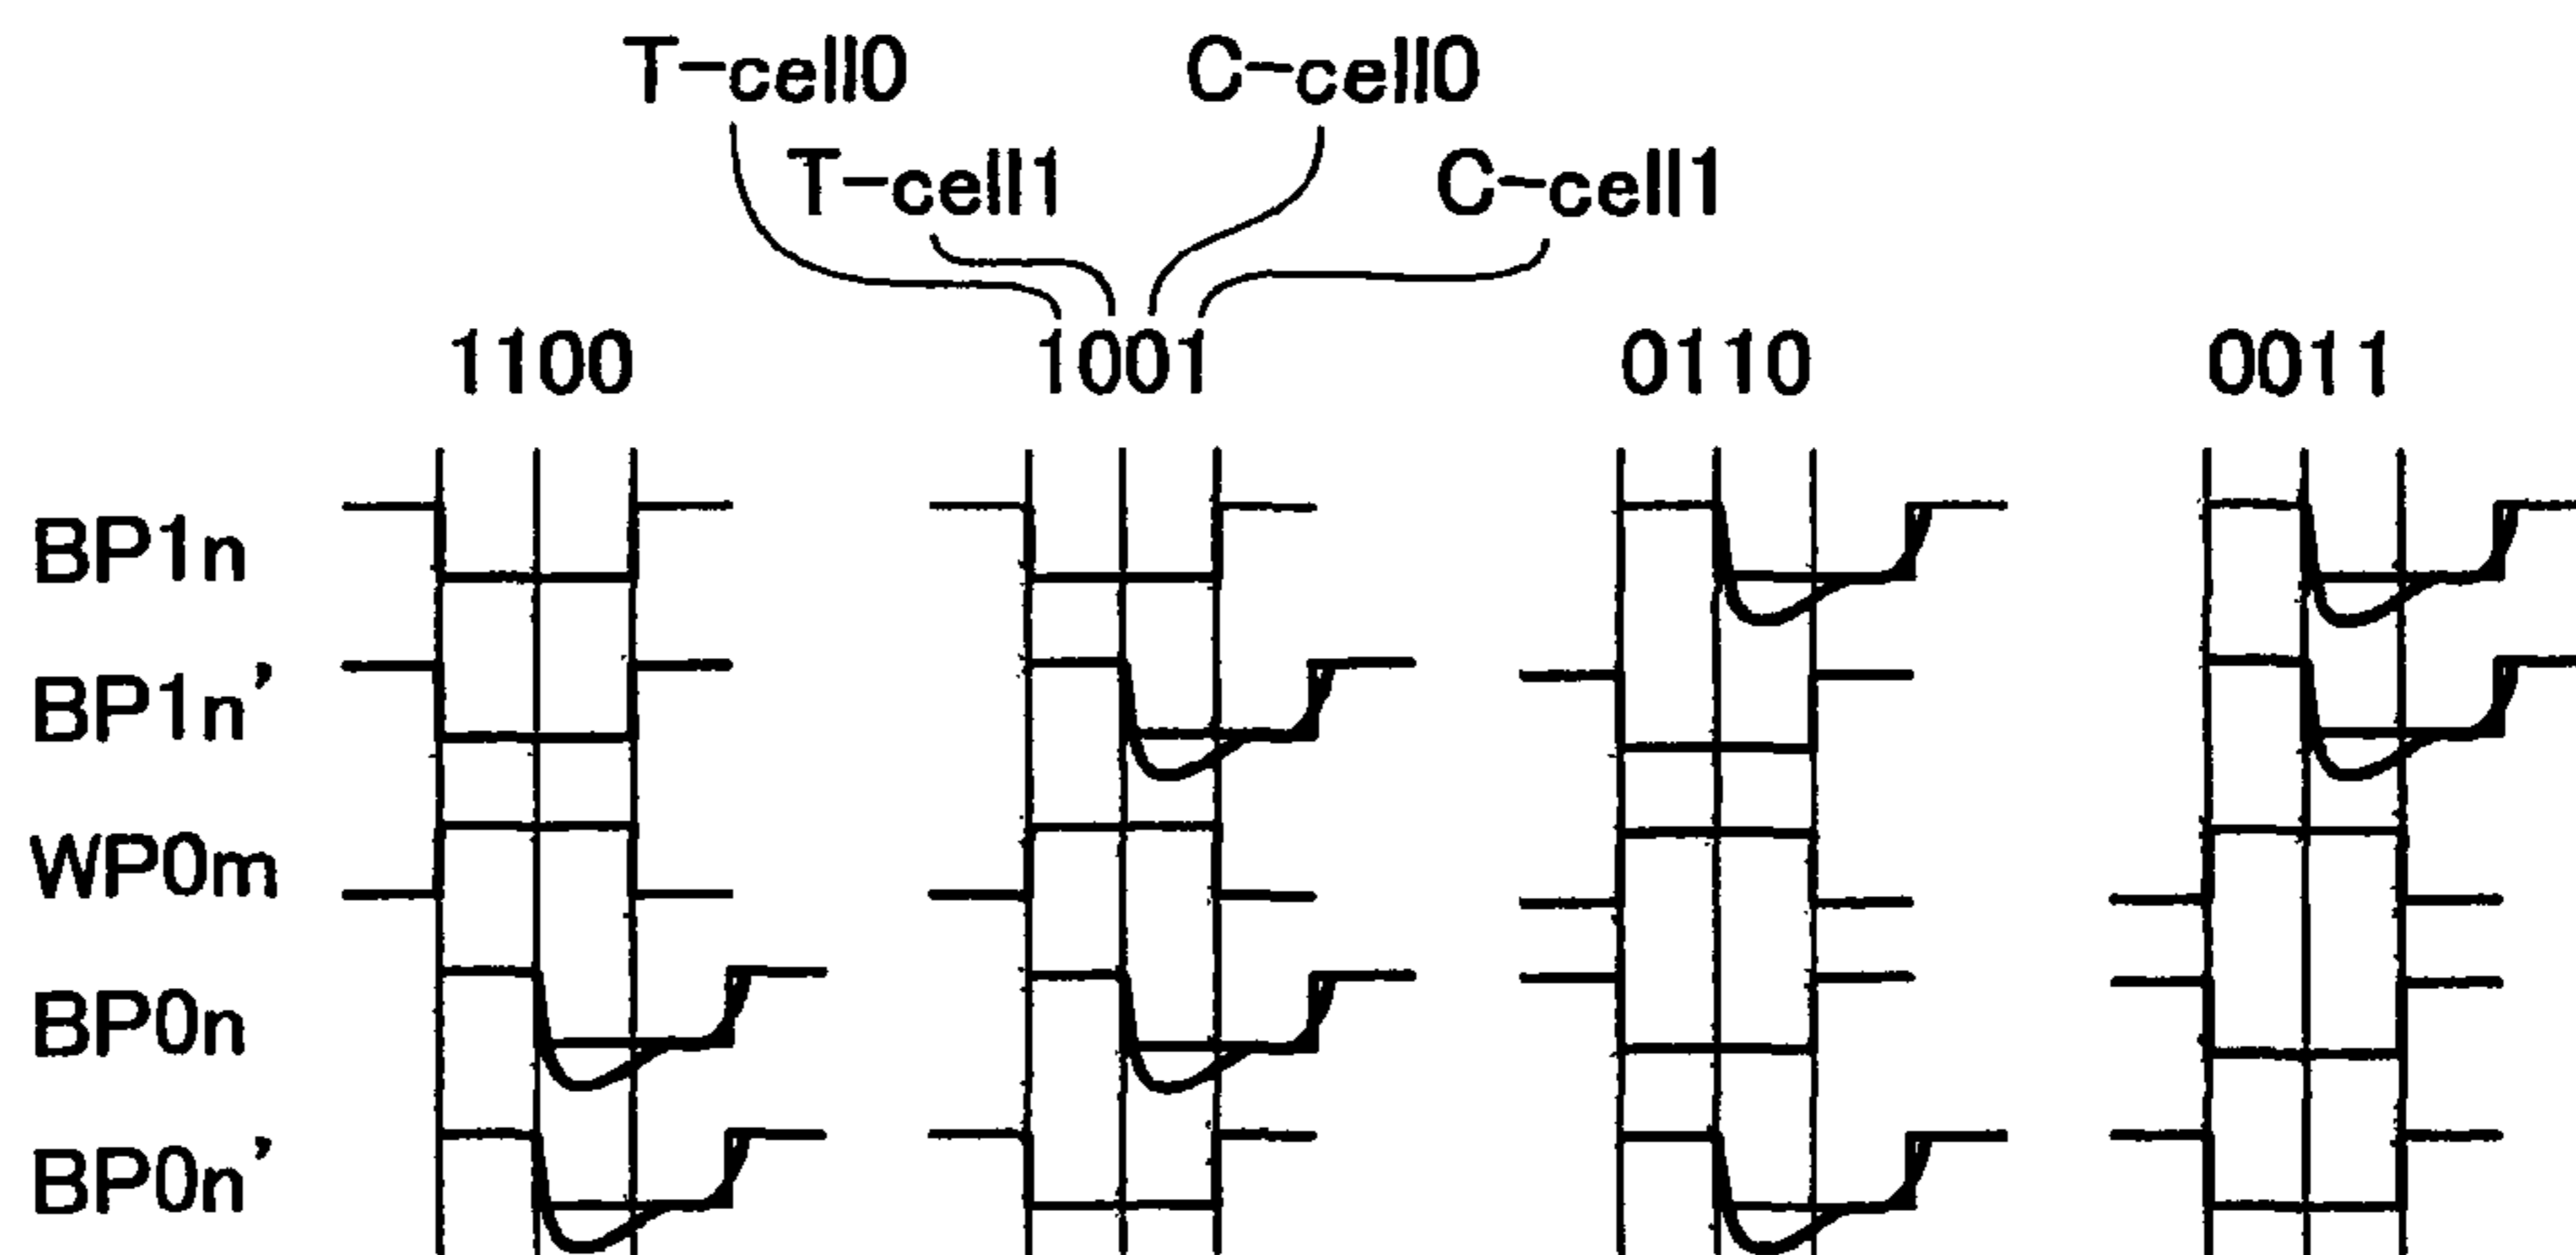 T-cell0 C-cell0
T-cell1 C-cell1
1100 1001 0110 0011
BP1n
BP1n'
WP0m
BP0n
BP0n'